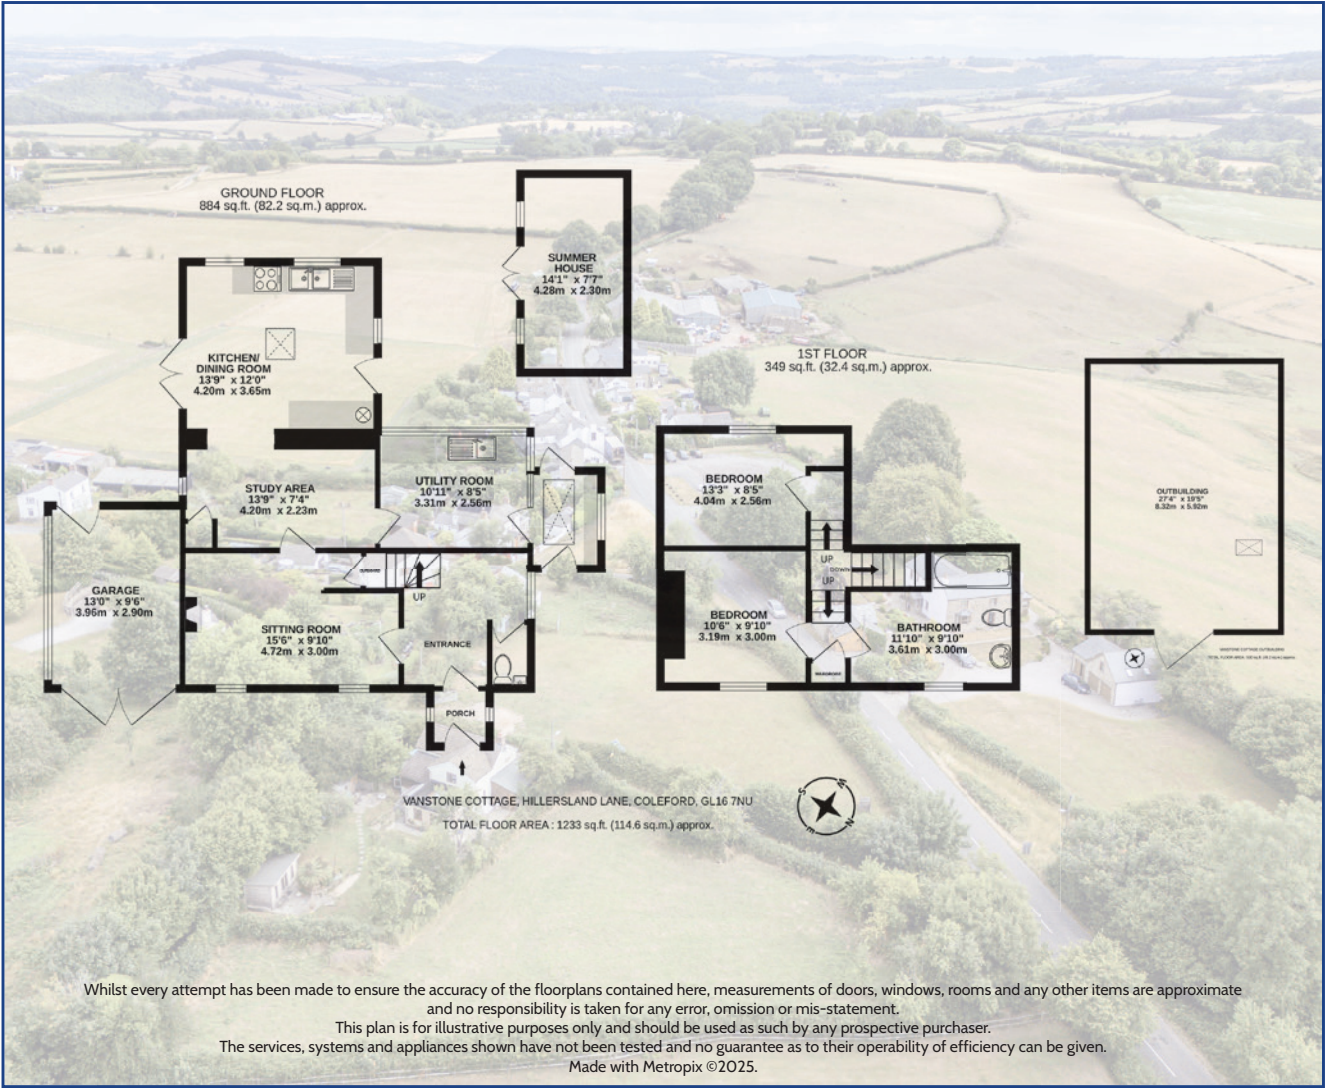 GROUND FLOOR
884 sq.ft. (82.2 sq.m.) approx.
SUMMER
HOUSE
14'1" x 7'7"
4.28m x 2.30m
KITCHEN/
DINING ROOM
13'9" x 12'0"
4.20m x 3.65m
STUDY AREA
13'9" x 7'4"
4.20m x 2.23m
UTILITY ROOM
10'11" x 8'5"
3.31m x 2.56m
GARAGE
13'0" x 9'6"
3.96m x 2.90m
UP
SITTING ROOM
15'6" x 9'10"
4.72m x 3.00m
ENTRANCE
PORCH
1ST FLOOR
349 sq.ft. (32.4 sq.m.) approx.
BEDROOM
13'3" x 8'5"
4.04m x 2.56m
UP
DOWN
UP
BEDROOM
10'6" x 9'10"
3.19m x 3.00m
BATHROOM
11'10" x 9'10"
3.61m x 3.00m
WARDROBE
OUTBUILDING
27'4" x 19'5"
8.32m x 5.92m
VANSTONE COTTAGE, HILLERSLAND LANE, COLEFORD, GL16 7NU
TOTAL FLOOR AREA : 1233 sq.ft. (114.6 sq.m.) approx.
S
W
E
N
Whilst every attempt has been made to ensure the accuracy of the floorplans contained here, measurements of doors, windows, rooms and any other items are approximate
and no responsibility is taken for any error, omission or mis-statement.
This plan is for illustrative purposes only and should be used as such by any prospective purchaser.
The services, systems and appliances shown have not been tested and no guarantee as to their operability of efficiency can be given.
Made with Metropix ©2025.